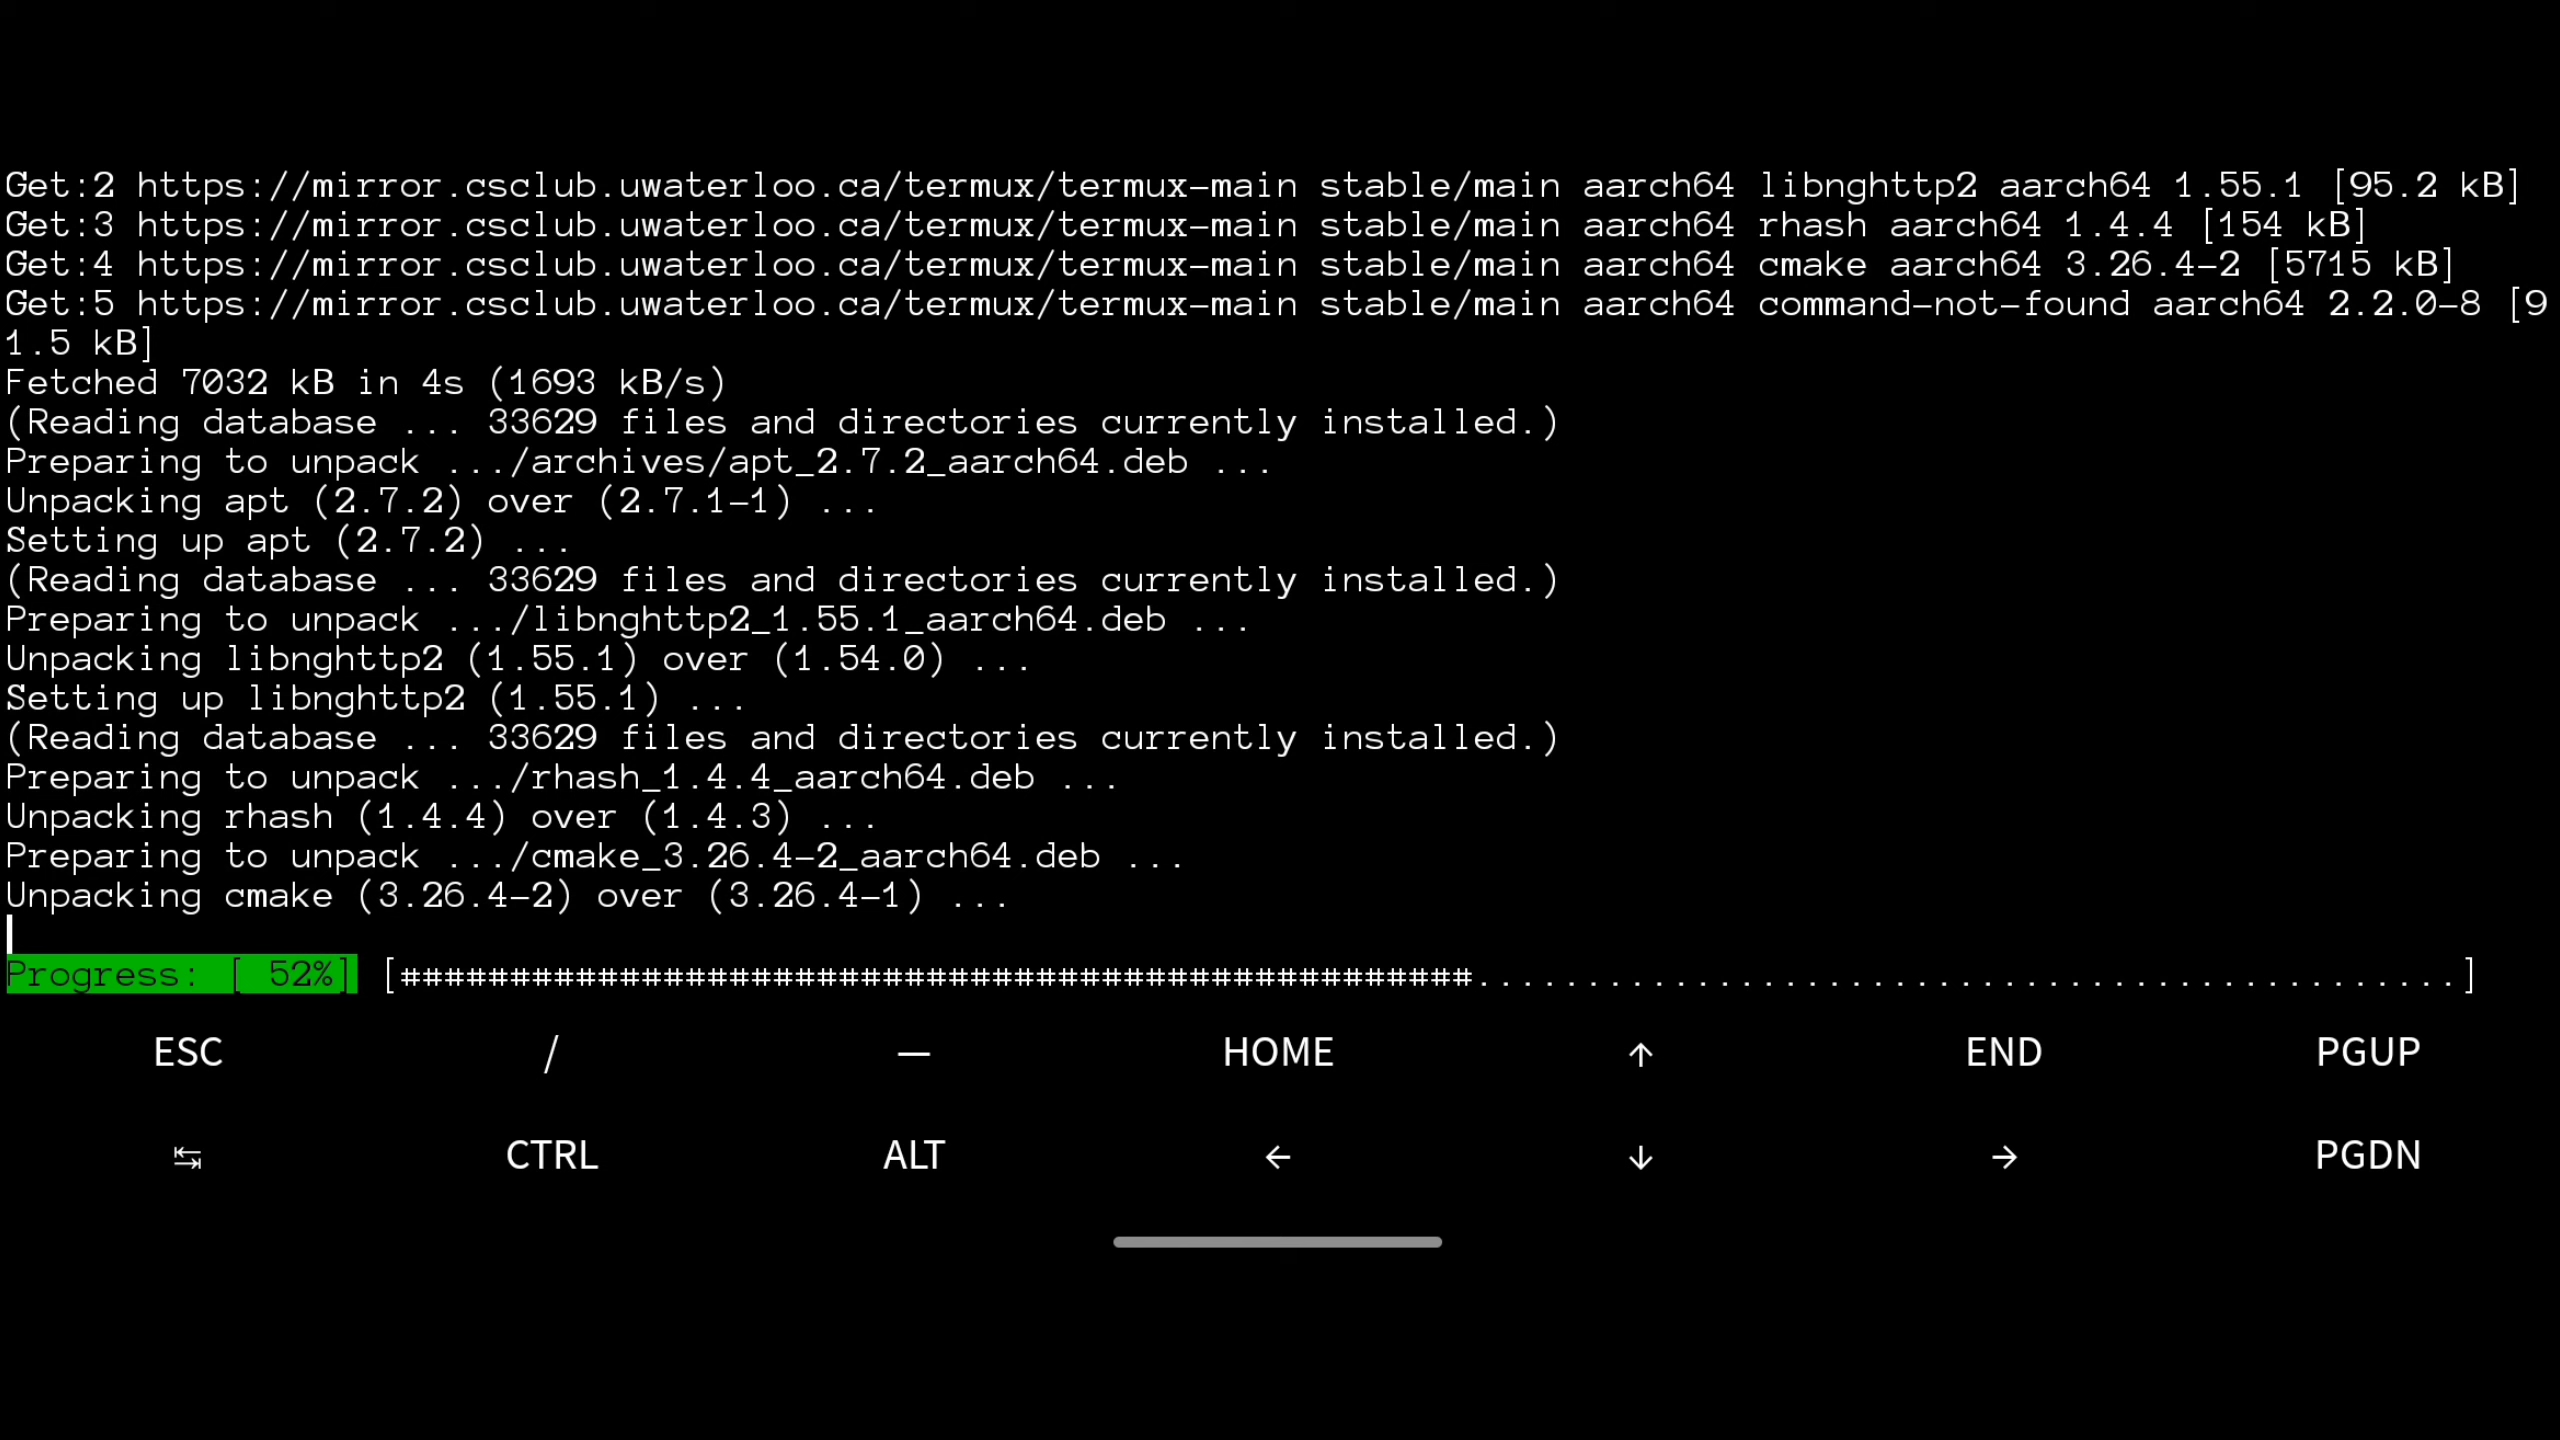 Get:2 https://mirror.csclub.uwaterloo.ca/termux/termux-main stable/main aarch64 libnghttp2 aarch64 1.55.1 [95.2 kB]
Get:3 https://mirror.csclub.uwaterloo.ca/termux/termux-main stable/main aarch64 rhash aarch64 1.4.4 [154 kB]
Get:4 https://mirror.csclub.uwaterloo.ca/termux/termux-main stable/main aarch64 cmake aarch64 3.26.4-2 [5715 kB]
Get:5 https://mirror.csclub.uwaterloo.ca/termux/termux-main stable/main aarch64 command-not-found aarch64 2.2.0-8 [9
1.5 kB]
Fetched 7032 kB in 4s (1693 kB/s)
(Reading database ... 33629 files and directories currently installed.)
Preparing to unpack .../archives/apt_2.7.2_aarch64.deb ...
Unpacking apt (2.7.2) over (2.7.1-1) ...
Setting up apt (2.7.2) ...
(Reading database ... 33629 files and directories currently installed.)
Preparing to unpack .../libnghttp2_1.55.1_aarch64.deb ...
Unpacking libnghttp2 (1.55.1) over (1.54.0) ...
Setting up libnghttp2 (1.55.1) ...
(Reading database ... 33629 files and directories currently installed.)
Preparing to unpack .../rhash_1.4.4_aarch64.deb ...
Unpacking rhash (1.4.4) over (1.4.3) ...
Preparing to unpack .../cmake_3.26.4-2_aarch64.deb ...
Unpacking cmake (3.26.4-2) over (3.26.4-1) ...
Progress: [ 52%] [#################################################.............................................]
ESC / — HOME ↑ END PGUP
↹ CTRL ALT ← ↓ → PGDN